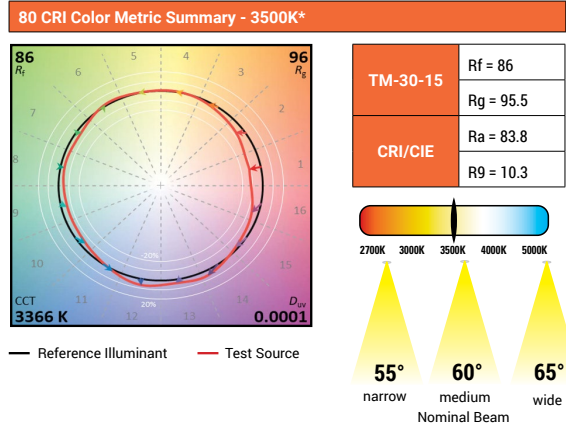 80 CRI Color Metric Summary - 3500K*
86
Rf
96
Rg
5
4
6
3
7
2
8
1
9
16
10
15
11
14
12
13
-20%
20%
CCT
3366 K
Duv
0.0001
Reference Illuminant
Test Source
TM-30-15
Rf = 86
Rg = 95.5
CRI/CIE
Ra = 83.8
R9 = 10.3
2700K 3000K 3500K 4000K 5000K
55° 60° 65°
narrow medium wide
Nominal Beam